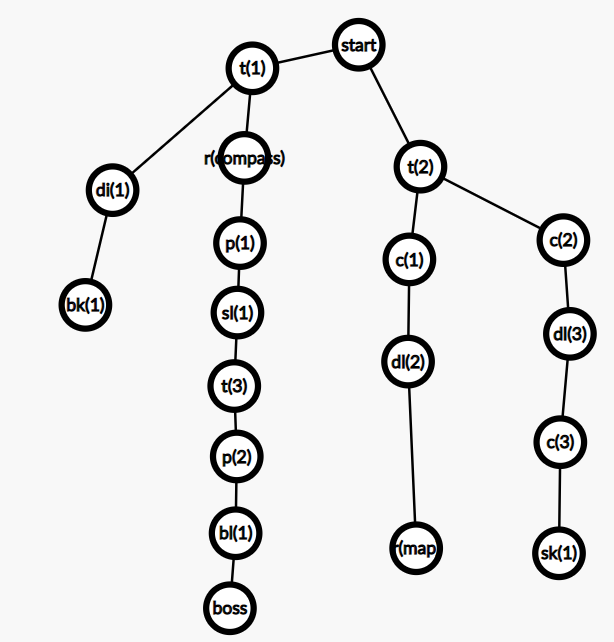 start
t(1)
r(compass)
t(2)
di(1)
c(2)
p(1)
c(1)
bk(1)
sl(1)
dl(3)
dl(2)
t(3)
c(3)
p(2)
bl(1)
r(map
sk(1)
boss